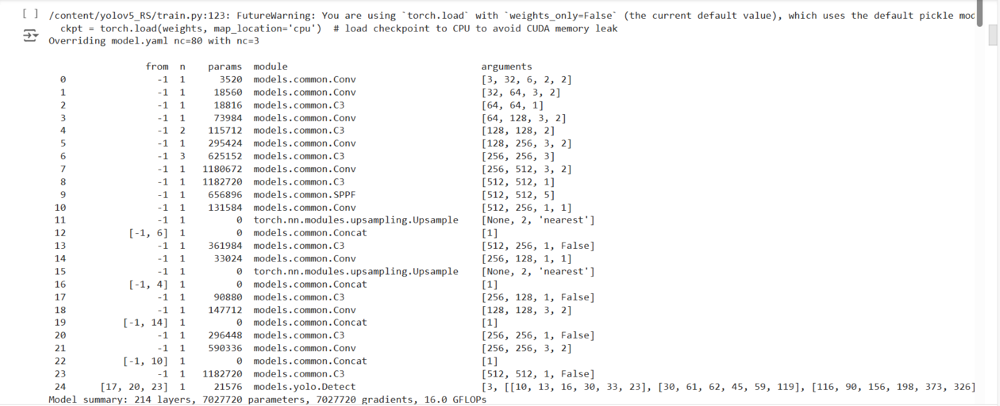 [ ] /content/yolov5_RS/train.py:123: FutureWarning: You are using `torch.load` with `weights_only=False` (the current default value), which uses the default pickle mod
ckpt = torch.load(weights, map_location='cpu')  # load checkpoint to CPU to avoid CUDA memory leak
Overriding model.yaml nc=80 with nc=3
from  n    params  module                                  arguments
0                -1  1      3520  models.common.Conv                      [3, 32, 6, 2, 2]
1                -1  1     18560  models.common.Conv                      [32, 64, 3, 2]
2                -1  1     18816  models.common.C3                        [64, 64, 1]
3                -1  1     73984  models.common.Conv                      [64, 128, 3, 2]
4                -1  2    115712  models.common.C3                        [128, 128, 2]
5                -1  1    295424  models.common.Conv                      [128, 256, 3, 2]
6                -1  3    625152  models.common.C3                        [256, 256, 3]
7                -1  1   1180672  models.common.Conv                      [256, 512, 3, 2]
8                -1  1   1182720  models.common.C3                        [512, 512, 1]
9                -1  1    656896  models.common.SPPF                      [512, 512, 5]
10                -1  1    131584  models.common.Conv                      [512, 256, 1, 1]
11                -1  1         0  torch.nn.modules.upsampling.Upsample    [None, 2, 'nearest']
12           [-1, 6]  1         0  models.common.Concat                    [1]
13                -1  1    361984  models.common.C3                        [512, 256, 1, False]
14                -1  1     33024  models.common.Conv                      [256, 128, 1, 1]
15                -1  1         0  torch.nn.modules.upsampling.Upsample    [None, 2, 'nearest']
16           [-1, 4]  1         0  models.common.Concat                    [1]
17                -1  1     90880  models.common.C3                        [256, 128, 1, False]
18                -1  1    147712  models.common.Conv                      [128, 128, 3, 2]
19          [-1, 14]  1         0  models.common.Concat                    [1]
20                -1  1    296448  models.common.C3                        [256, 256, 1, False]
21                -1  1    590336  models.common.Conv                      [256, 256, 3, 2]
22          [-1, 10]  1         0  models.common.Concat                    [1]
23                -1  1   1182720  models.common.C3                        [512, 512, 1, False]
24      [17, 20, 23]  1     21576  models.yolo.Detect                      [3, [[10, 13, 16, 30, 33, 23], [30, 61, 62, 45, 59, 119], [116, 90, 156, 198, 373, 326]
Model summary: 214 layers, 7027720 parameters, 7027720 gradients, 16.0 GFLOPs